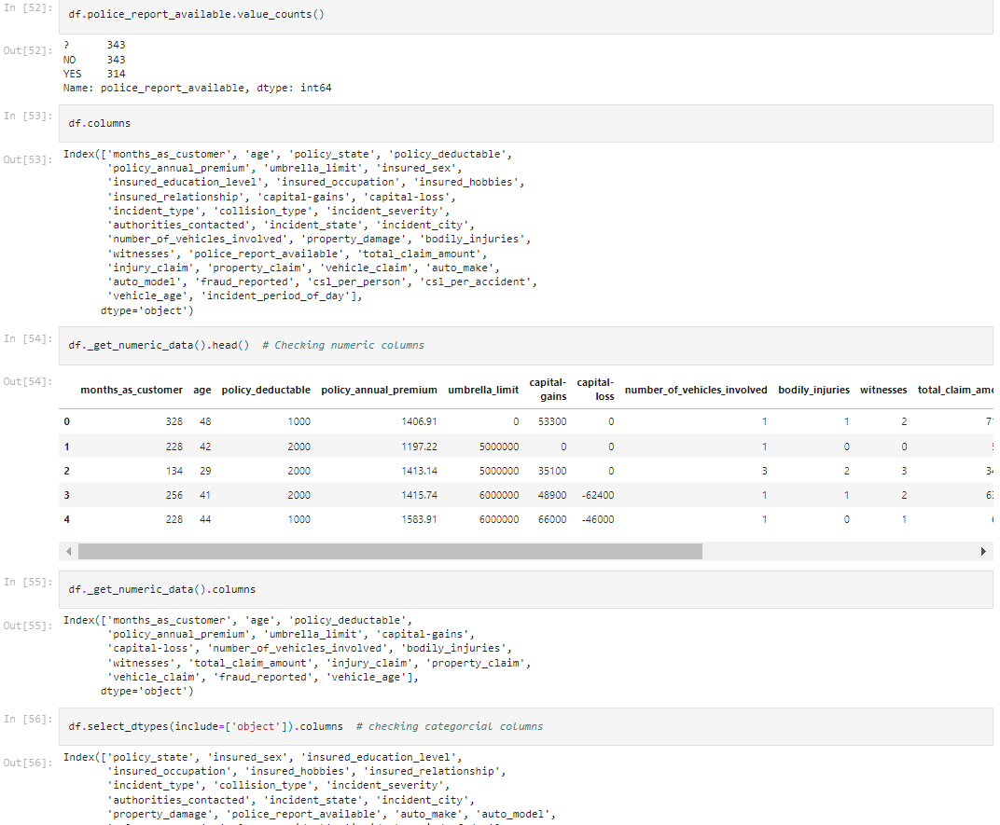 In [52]:
df.police_report_available.value_counts()
Out[52]:
?      343
NO     343
YES    314
Name: police_report_available, dtype: int64
In [53]:
df.columns
Out[53]:
Index(['months_as_customer', 'age', 'policy_state', 'policy_deductable',
'policy_annual_premium', 'umbrella_limit', 'insured_sex',
'insured_education_level', 'insured_occupation', 'insured_hobbies',
'insured_relationship', 'capital-gains', 'capital-loss',
'incident_type', 'collision_type', 'incident_severity',
'authorities_contacted', 'incident_state', 'incident_city',
'number_of_vehicles_involved', 'property_damage', 'bodily_injuries',
'witnesses', 'police_report_available', 'total_claim_amount',
'injury_claim', 'property_claim', 'vehicle_claim', 'auto_make',
'auto_model', 'fraud_reported', 'csl_per_person', 'csl_per_accident',
'vehicle_age', 'incident_period_of_day'],
dtype='object')
In [54]:
df._get_numeric_data().head()  # Checking numeric columns
Out[54]:
months_as_customer age policy_deductable policy_annual_premium umbrella_limit capital-gains capital-loss number_of_vehicles_involved bodily_injuries witnesses
0 328 48 1000 1406.91 0 53300 0 1 1 2
1 228 42 2000 1197.22 5000000 0 0 1 0 0
2 134 29 2000 1413.14 5000000 35100 0 3 2 3
3 256 41 2000 1415.74 6000000 48900 -62400 1 1 2
4 228 44 1000 1583.91 6000000 66000 -46000 1 0 1
In [55]:
df._get_numeric_data().columns
Out[55]:
Index(['months_as_customer', 'age', 'policy_deductable',
'policy_annual_premium', 'umbrella_limit', 'capital-gains',
'capital-loss', 'number_of_vehicles_involved', 'bodily_injuries',
'witnesses', 'total_claim_amount', 'injury_claim', 'property_claim',
'vehicle_claim', 'fraud_reported', 'vehicle_age'],
dtype='object')
In [56]:
df.select_dtypes(include=['object']).columns  # checking categorcial columns
Out[56]:
Index(['policy_state', 'insured_sex', 'insured_education_level',
'insured_occupation', 'insured_hobbies', 'insured_relationship',
'incident_type', 'collision_type', 'incident_severity',
'authorities_contacted', 'incident_state', 'incident_city',
'property_damage', 'police_report_available', 'auto_make', 'auto_model',